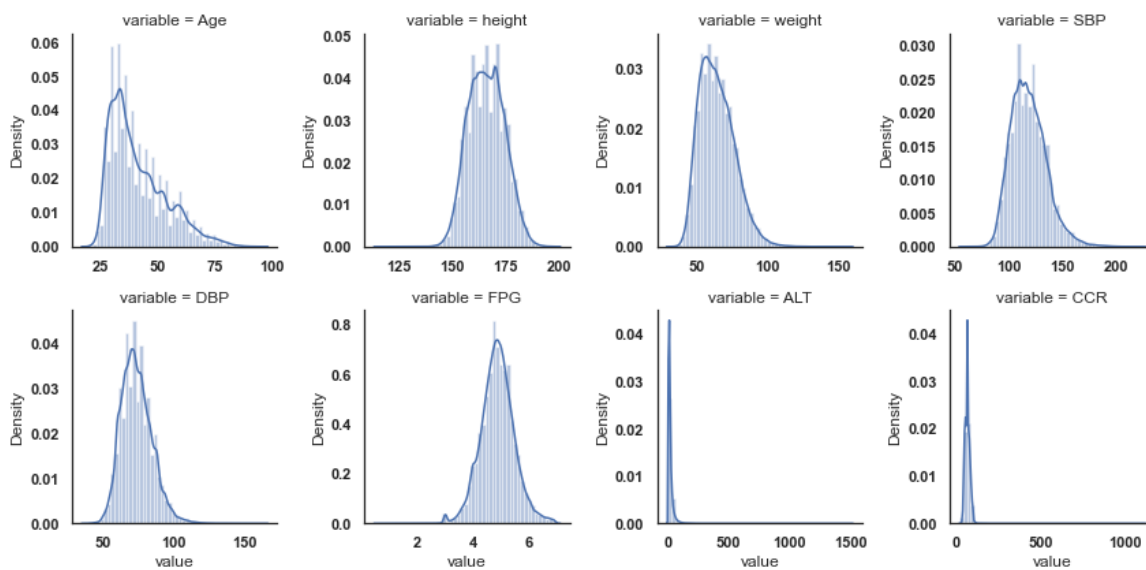 variable = Age
0.06
0.05
0.04
0.03
0.02
0.01
0.00
Density
25 50 75 100
variable = height
0.05
0.04
0.03
0.02
0.01
0.00
Density
125 150 175 200
variable = weight
0.03
0.02
0.01
0.00
Density
50 100 150
variable = SBP
0.030
0.025
0.020
0.015
0.010
0.005
0.000
Density
50 100 150 200
variable = DBP
0.04
0.03
0.02
0.01
0.00
Density
50 100 150
value
variable = FPG
0.8
0.6
0.4
0.2
0.0
Density
2 4 6
value
variable = ALT
0.04
0.03
0.02
0.01
0.00
Density
0 500 1000 1500
value
variable = CCR
0.04
0.03
0.02
0.01
0.00
Density
0 500 1000
value